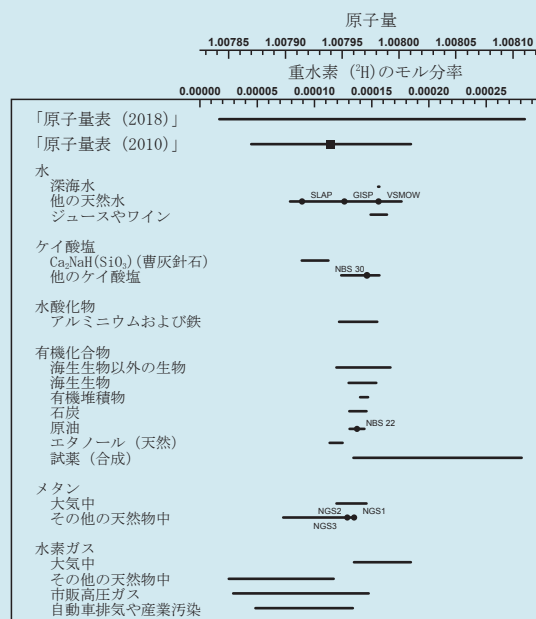 原子量
1.00785 1.00790 1.00795 1.00800 1.00805 1.00810
重水素 (²H)のモル分率
0.00000 0.00005 0.00010 0.00015 0.00020 0.00025
「原子量表 (2018)」
「原子量表 (2010)」
水
深海水
他の天然水 SLAP GISP VSMOW
ジュースやワイン
ケイ酸塩
Ca₂NaH(SiO₃)(曹灰針石)
他のケイ酸塩 NBS 30
水酸化物
アルミニウムおよび鉄
有機化合物
海生生物以外の生物
海生生物
有機堆積物
石炭
原油 NBS 22
エタノール (天然)
試薬 (合成)
メタン
大気中
その他の天然物中 NGS2 NGS1
NGS3
水素ガス
大気中
その他の天然物中
市販高圧ガス
自動車排気や産業汚染